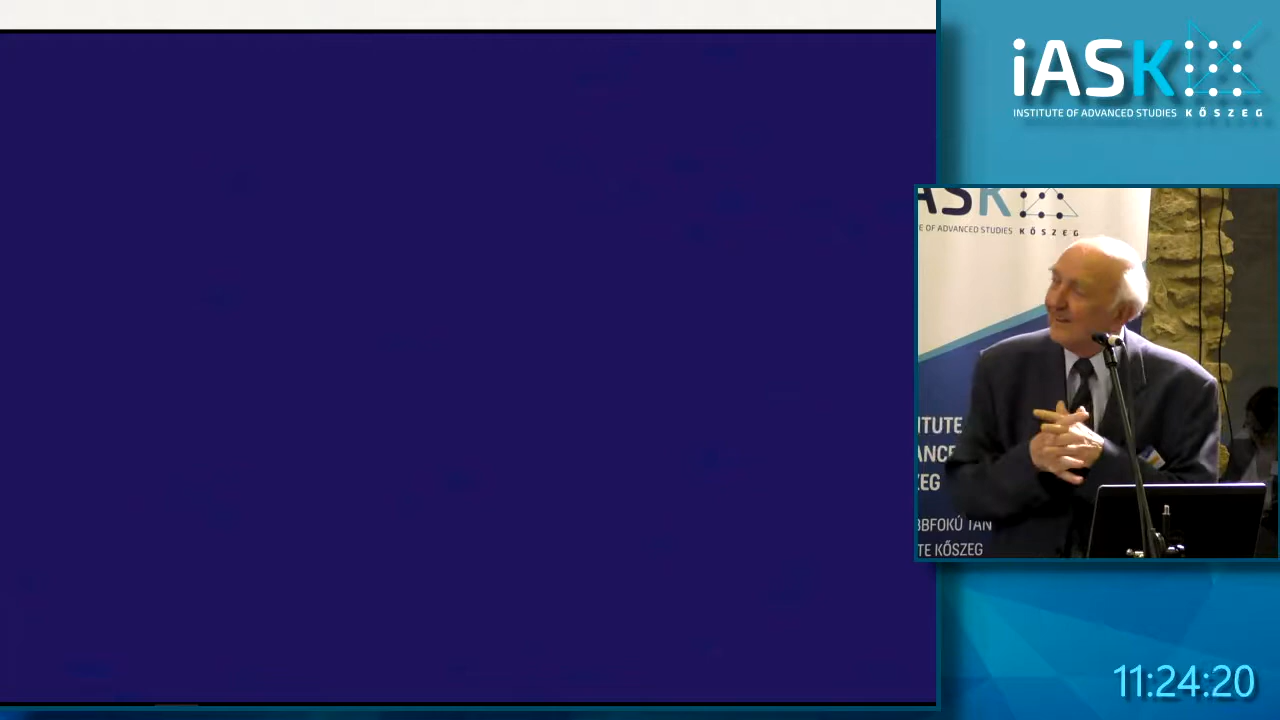 iASK
INSTITUTE OF ADVANCED STUDIES KŐSZEG
ASK
E OF ADVANCED STUDIES KŐSZEG
ITUTE
ANCE
ZEG
BBFOKÚ TAN
TE KŐSZEG
11:24:20